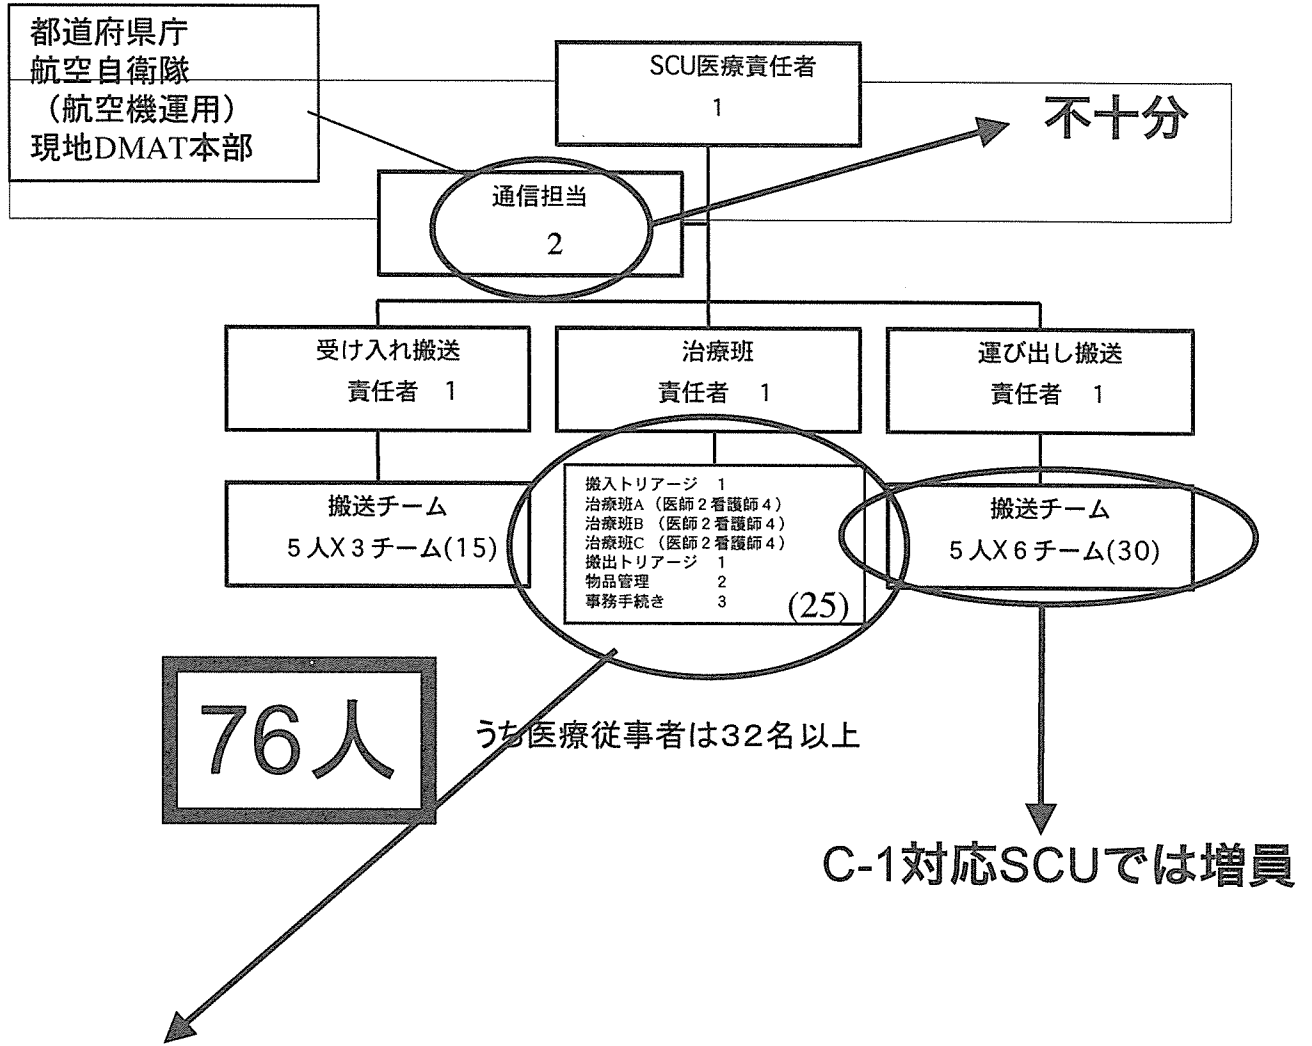 都道府県庁
航空自衛隊
（航空機運用）
現地DMAT本部
SCU医療責任者
1
不十分
通信担当
2
受け入れ搬送
責任者　1
治療班
責任者　1
運び出し搬送
責任者　1
搬送チーム
５人X３チーム(15)
搬入トリアージ　1
治療班A（医師２看護師４）
治療班B（医師２看護師４）
治療班C（医師２看護師４）
搬出トリアージ　1
物品管理　2
事務手続き　3
(25)
搬送チーム
５人X６チーム(30)
76人
うち医療従事者は32名以上
C-1対応SCUでは増員